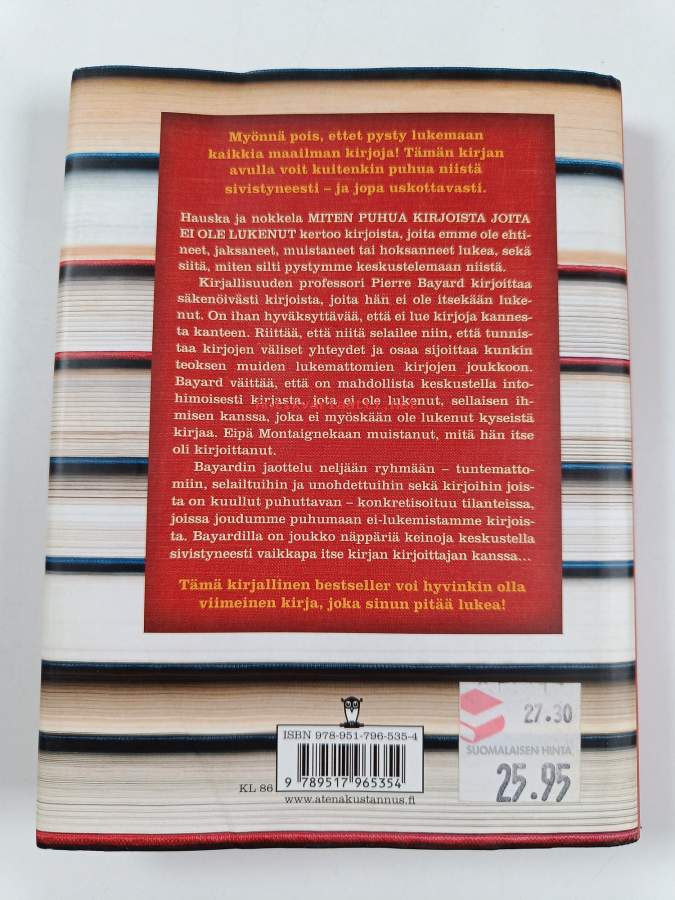 Myönnä pois, ettet pysty lukemaan
kaikkia maailman kirjoja! Tämän kirjan
avulla voit kuitenkin puhua niistä
sivistyneesti – ja jopa uskottavasti.
Hauska ja nokkela MITEN PUHUA KIRJOISTA JOITA
EI OLE LUKENUT kertoo kirjoista, joita emme ole ehti-
neet, jaksaneet, muistaneet tai hoksanneet lukea, sekä
siitä, miten silti pystymme keskustelemaan niistä.
Kirjallisuuden professori Pierre Bayard kirjoittaa
säkenöivästi kirjoista, joita hän ei ole itsekään luke-
nut. On ihan hyväksyttävää, että ei lue kirjoja kannes-
ta kanteen. Riittää, että niitä selailee niin, että tunnis-
taa kirjojen väliset yhteydet ja osaa sijoittaa kunkin
teoksen muiden lukemattomien kirjojen joukkoon.
Bayard väittää, että on mahdollista keskustella into-
himoisesti kirjasta, jota ei ole lukenut, sellaisen ih-
misen kanssa, joka ei myöskään ole lukenut kyseistä
kirjaa. Eipä Montaignekaan muistanut, mitä hän itse
oli kirjoittanut.
Bayardin jaottelu neljään ryhmään – tuntematto-
miin, selailtuihin ja unohdettuihin sekä kirjoihin jois-
ta on kuullut puhuttavan – konkretisoituu tilanteissa,
joissa joudumme puhumaan ei-lukemistamme kirjois-
ta. Bayardilla on joukko näppäriä keinoja keskustella
sivistyneesti vaikkapa itse kirjan kirjoittajan kanssa...
Tämä kirjallinen bestseller voi hyvinkin olla
viimeinen kirja, joka sinun pitää lukea!
ISBN 978-951-796-535-4
KL 86
9 789517 965354
www.atenakustannus.fi
27.30
SUOMALAISEN HINTA
25.95